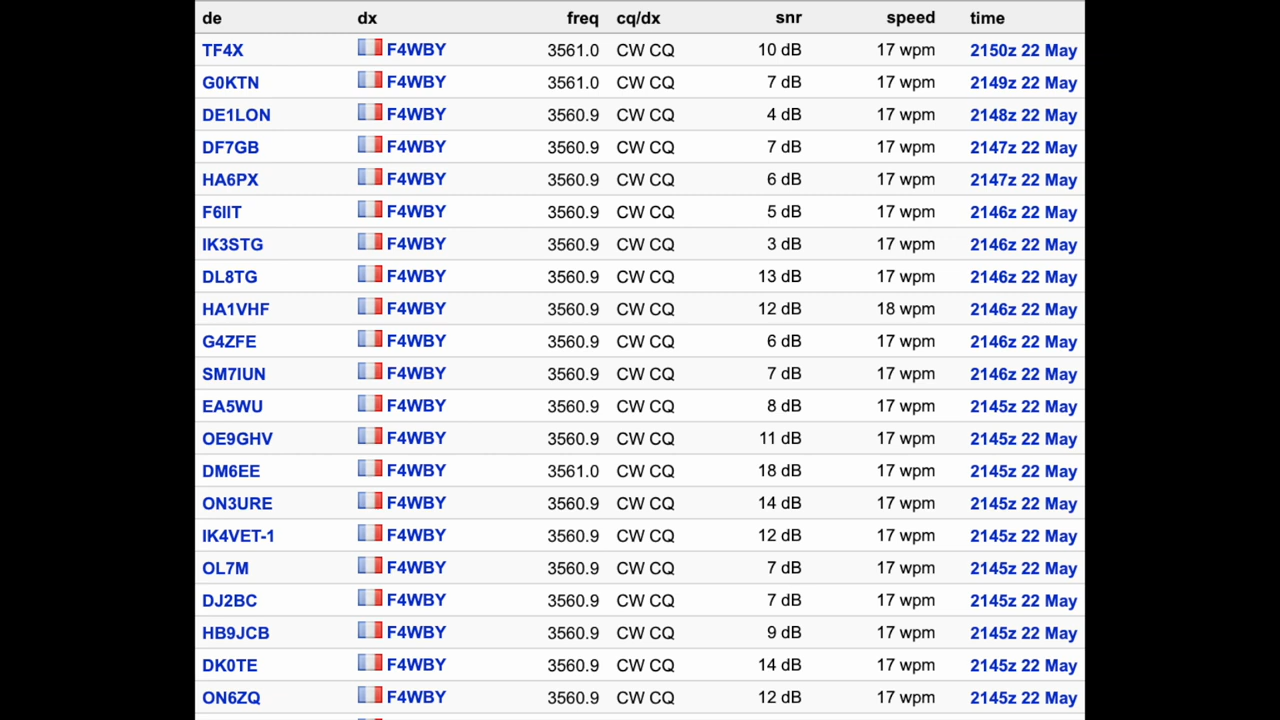 de dx freq cq/dx snr speed time
TF4X F4WBY 3561.0 CW CQ 10 dB 17 wpm 2150z 22 May
G0KTN F4WBY 3561.0 CW CQ 7 dB 17 wpm 2149z 22 May
DE1LON F4WBY 3560.9 CW CQ 4 dB 17 wpm 2148z 22 May
DF7GB F4WBY 3560.9 CW CQ 7 dB 17 wpm 2147z 22 May
HA6PX F4WBY 3560.9 CW CQ 6 dB 17 wpm 2147z 22 May
F6IIT F4WBY 3560.9 CW CQ 5 dB 17 wpm 2146z 22 May
IK3STG F4WBY 3560.9 CW CQ 3 dB 17 wpm 2146z 22 May
DL8TG F4WBY 3560.9 CW CQ 13 dB 17 wpm 2146z 22 May
HA1VHF F4WBY 3560.9 CW CQ 12 dB 18 wpm 2146z 22 May
G4ZFE F4WBY 3560.9 CW CQ 6 dB 17 wpm 2146z 22 May
SM7IUN F4WBY 3560.9 CW CQ 7 dB 17 wpm 2146z 22 May
EA5WU F4WBY 3560.9 CW CQ 8 dB 17 wpm 2145z 22 May
OE9GHV F4WBY 3560.9 CW CQ 11 dB 17 wpm 2145z 22 May
DM6EE F4WBY 3561.0 CW CQ 18 dB 17 wpm 2145z 22 May
ON3URE F4WBY 3560.9 CW CQ 14 dB 17 wpm 2145z 22 May
IK4VET-1 F4WBY 3560.9 CW CQ 12 dB 17 wpm 2145z 22 May
OL7M F4WBY 3560.9 CW CQ 7 dB 17 wpm 2145z 22 May
DJ2BC F4WBY 3560.9 CW CQ 7 dB 17 wpm 2145z 22 May
HB9JCB F4WBY 3560.9 CW CQ 9 dB 17 wpm 2145z 22 May
DK0TE F4WBY 3560.9 CW CQ 14 dB 17 wpm 2145z 22 May
ON6ZQ F4WBY 3560.9 CW CQ 12 dB 17 wpm 2145z 22 May